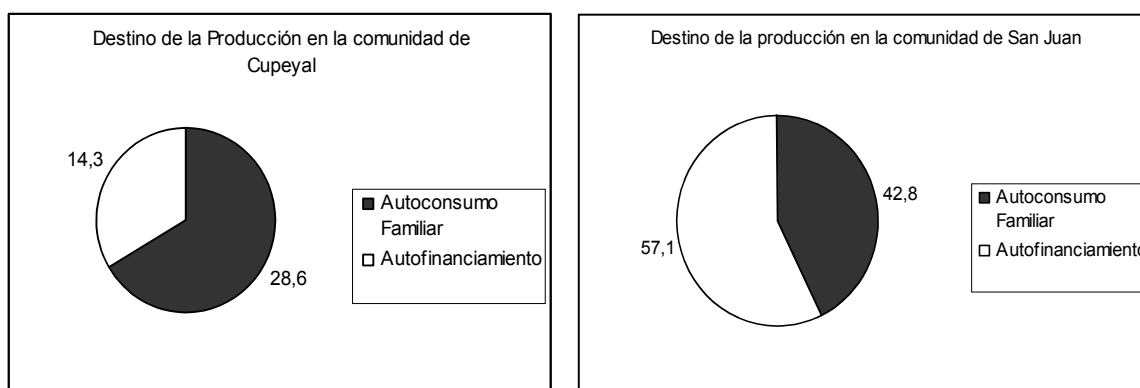 Destino de la Producción en la comunidad de
Cupeyal
14,3
28,6
Autoconsumo
Familiar
Autofinanciamiento
Destino de la producción en la comunidad de San Juan
42,8
57,1
Autoconsumo
Familiar
Autofinanciamiento